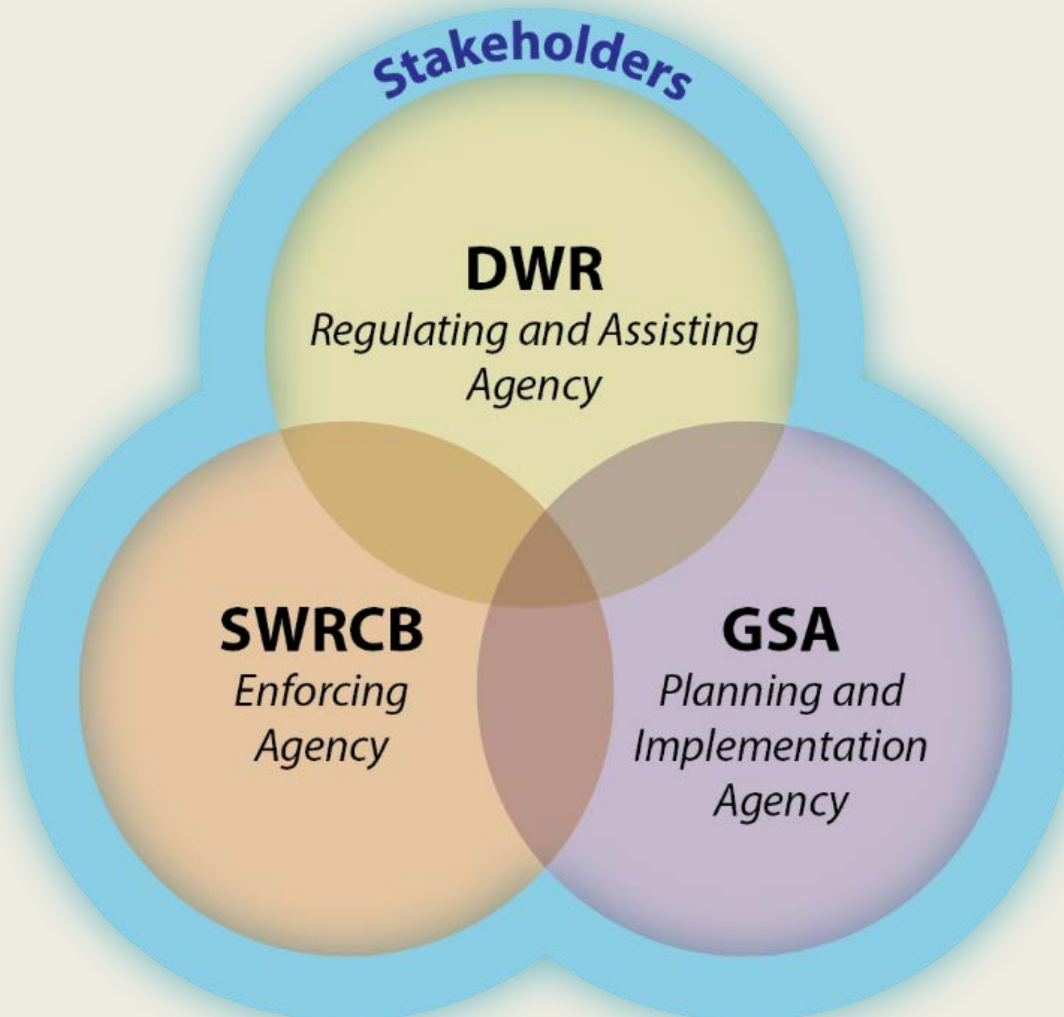 Stakeholders
DWR
Regulating and Assisting
Agency
SWRCB
Enforcing
Agency
GSA
Planning and
Implementation
Agency